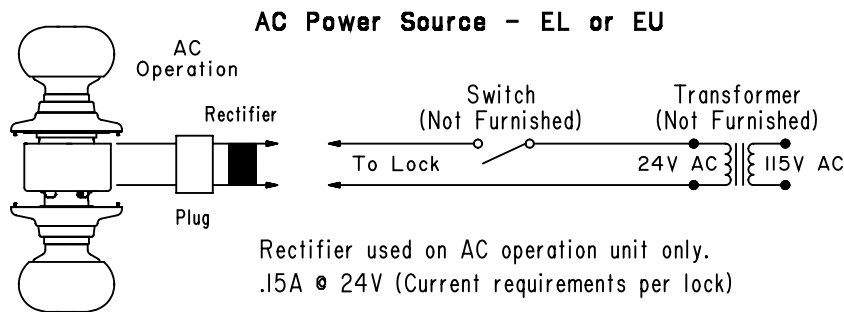 AC Power Source - EL or EU
AC
Operation
Rectifier
Switch
(Not Furnished)
Transformer
(Not Furnished)
To Lock
24V AC
115V AC
Plug
Rectifier used on AC operation unit only.
.15A @ 24V (Current requirements per lock)